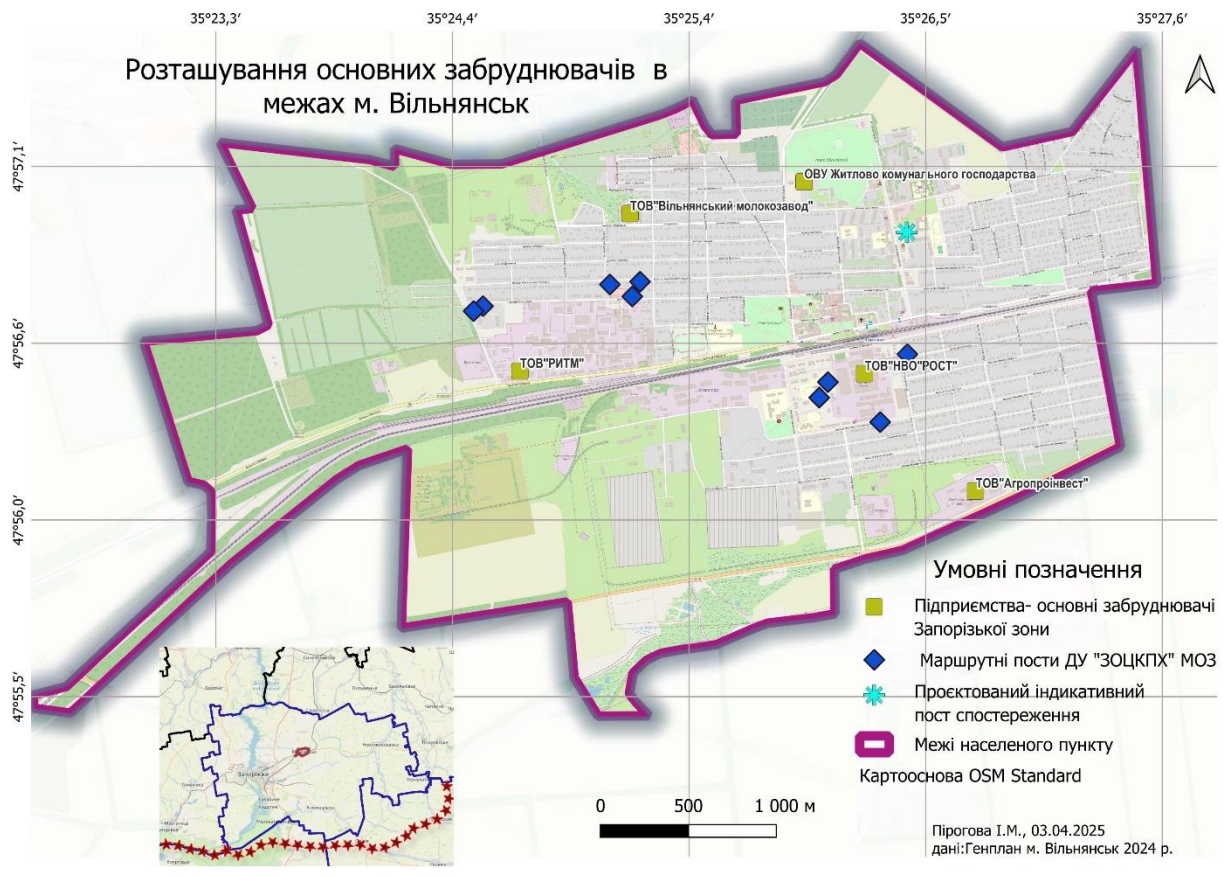 35°23,3'
35°24,4'
35°25,4'
35°26,5'
35°27,6'
Розташування основних забруднювачів в
межах м. Вільнянськ
47°57,1'
ОВУ Житлово комунального господарства
ТОВ"Вільнянський молокозавод"
47°56,6'
ТОВ"РИТМ"
ТОВ"НВО"РОСТ"
ТОВ"Агропроінвест"
47°56,0'
47°55,5'
Умовні позначення
Підприємства- основні забруднювачі
Запорізької зони
Маршрутні пости ДУ "ЗОЦКПХ" МОЗ
Проєктований індикативний
пост спостереження
Межі населеного пункту
Картооснова OSM Standard
0 500 1 000 м
Пірогова І.М., 03.04.2025
дані:Генплан м. Вільнянськ 2024 р.